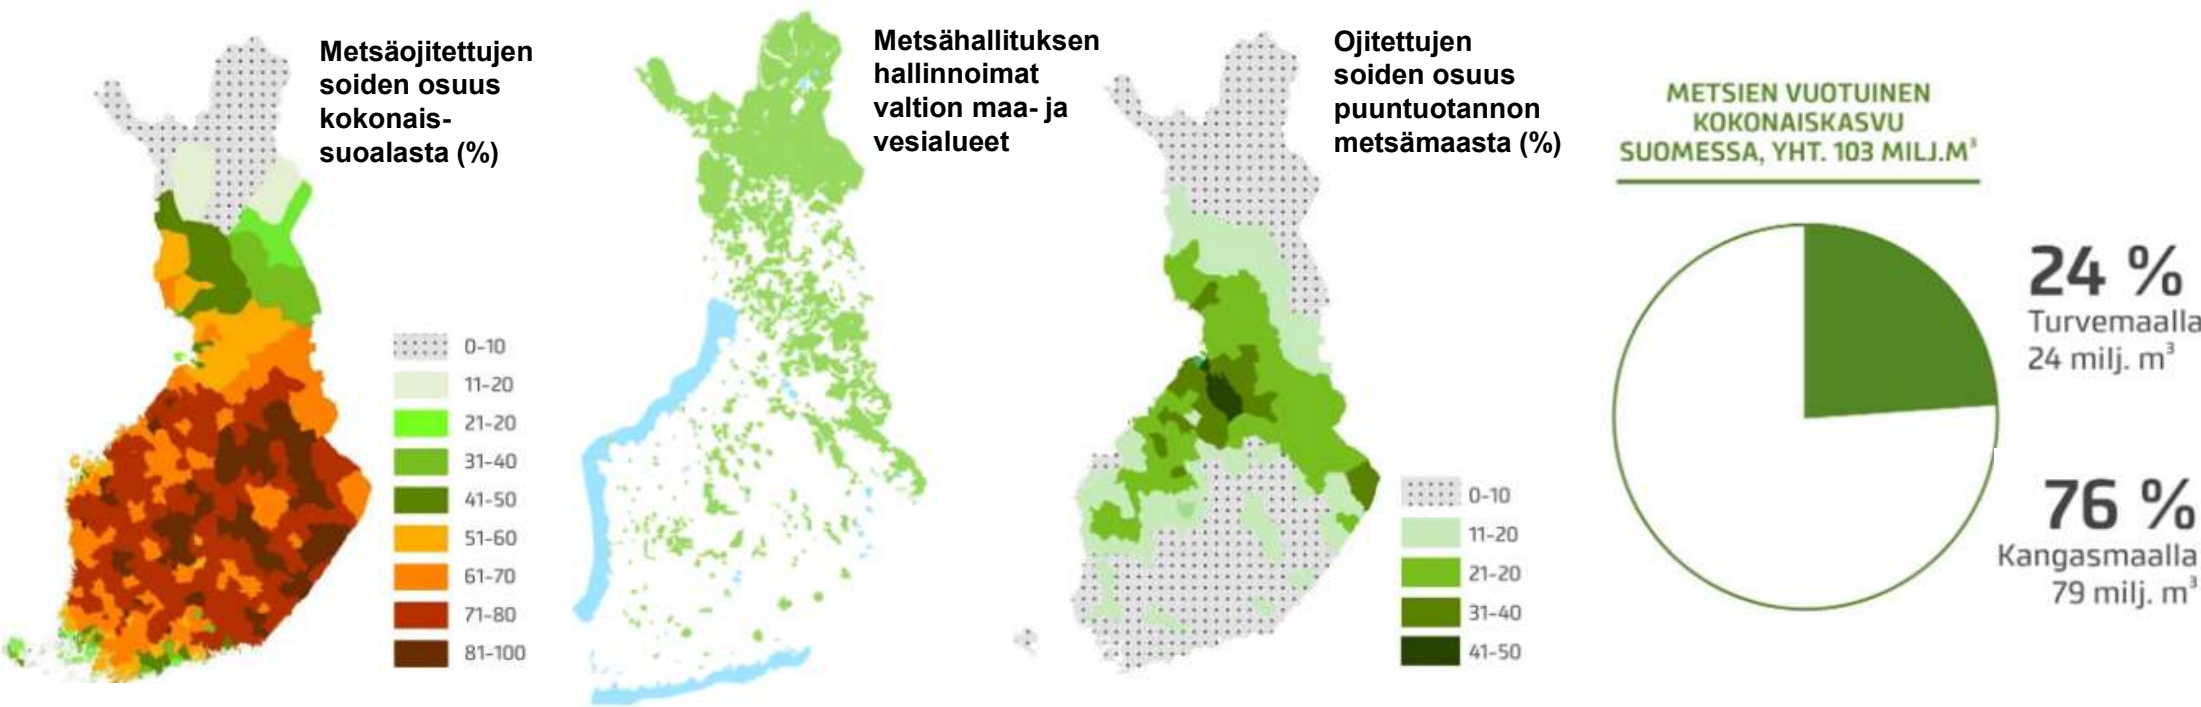 Metsäojitettujen
soiden osuus
kokonais-
suoalasta (%)
0-10
11-20
21-20
31-40
41-50
51-60
61-70
71-80
81-100
Metsähallituksen
hallinnoimat
valtion maa- ja
vesialueet
Ojitettujen
soiden osuus
puuntuotannon
metsämaasta (%)
0-10
11-20
21-20
31-40
41-50
METSIEN VUOTUINEN
KOKONAISKASVU
SUOMESSA, YHT. 103 MILJ.M³
24 %
Turvemaalla
24 milj. m³
76 %
Kangasmaalla
79 milj. m³